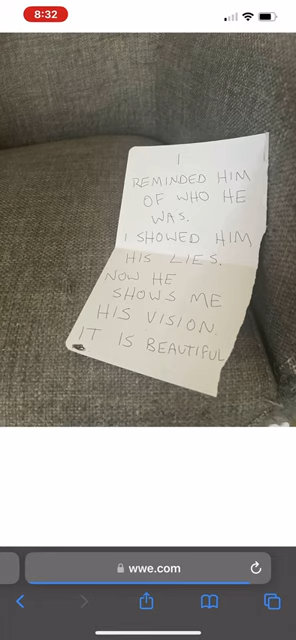 8:32
I
REMINDED HIM
OF WHO HE
WAS.
I SHOWED HIM
HIS LIES.
NOW HE
SHOWS ME
HIS VISION.
IT IS BEAUTIFUL
wwe.com